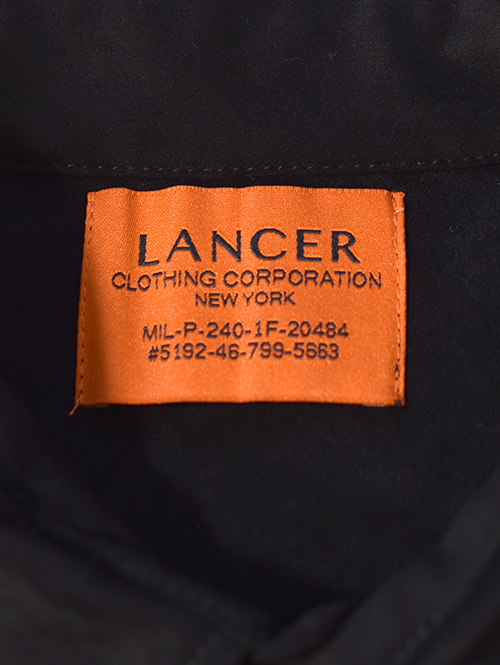 LANCER
CLOTHING CORPORATION
NEW YORK
MIL-P-240-1F-20484
#5192-46-799-5663